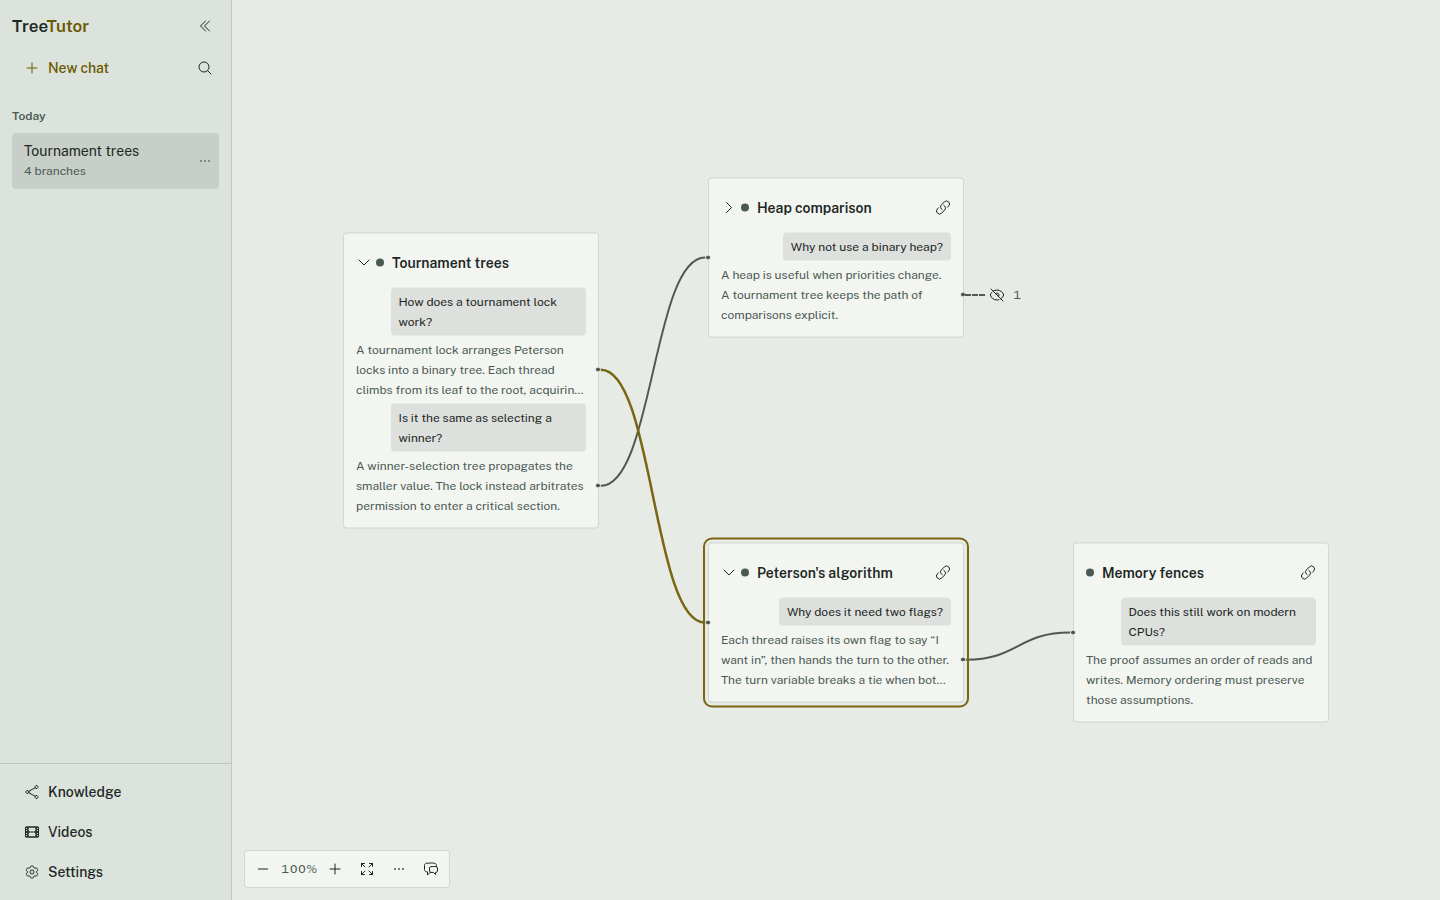 TreeTutor
New chat
Today
Tournament trees
4 branches
Knowledge
Videos
Settings
Tournament trees
How does a tournament lock
work?
A tournament lock arranges Peterson
locks into a binary tree. Each thread
climbs from its leaf to the root, acquirin...
Is it the same as selecting a
winner?
A winner-selection tree propagates the
smaller value. The lock instead arbitrates
permission to enter a critical section.
Heap comparison
Why not use a binary heap?
A heap is useful when priorities change.
A tournament tree keeps the path of
comparisons explicit.
1
Peterson's algorithm
Why does it need two flags?
Each thread raises its own flag to say “I
want in”, then hands the turn to the other.
The turn variable breaks a tie when bot...
Memory fences
Does this still work on modern
CPUs?
The proof assumes an order of reads and
writes. Memory ordering must preserve
those assumptions.
100%